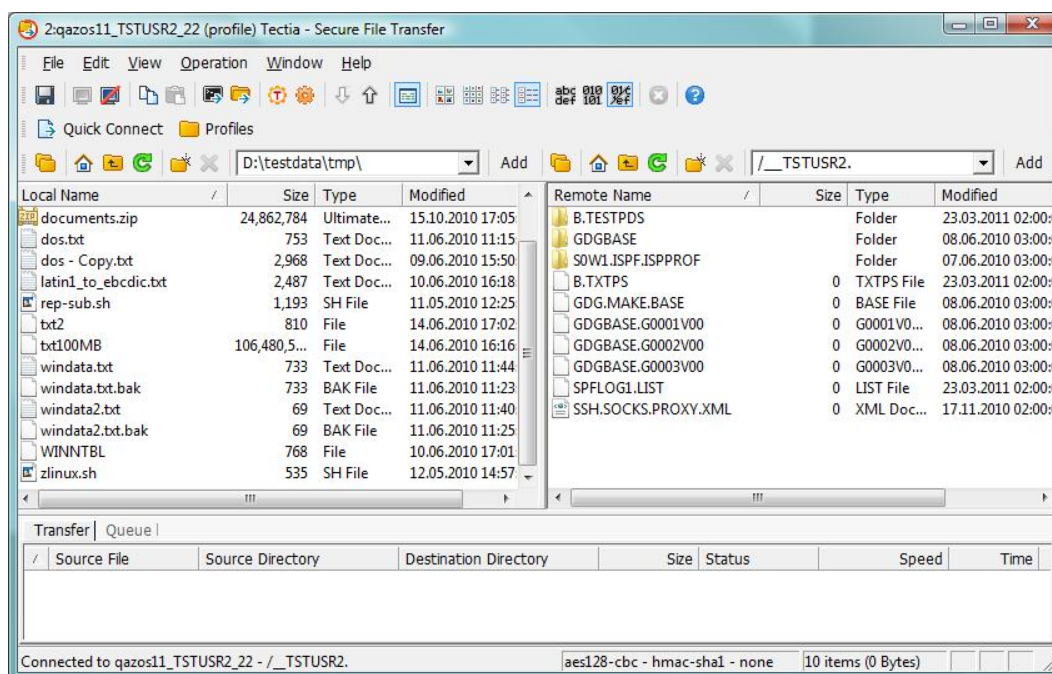 2:qazos11_TSTUSR2_22 (profile) Tectia - Secure File Transfer
File Edit View Operation Window Help
abc def 010 101
Quick Connect Profiles
D:\testdata\tmp\ Add /__TSTUSR2. Add
Local Name / Size Type Modified Remote Name / Size Type Modified
documents.zip 24,862,784 Ultimate... 15.10.2010 17:05: B.TESTPDS Folder 23.03.2011 02:00:
dos.txt 753 Text Doc... 11.06.2010 11:15: GDGBASE Folder 08.06.2010 03:00:
dos - Copy.txt 2,968 Text Doc... 09.06.2010 15:50: S0W1.ISPF.ISPPROF Folder 07.06.2010 03:00:
latin1_to_ebcdic.txt 2,487 Text Doc... 10.06.2010 16:18: B.TXTPS 0 TXTPS File 23.03.2011 02:00:
rep-sub.sh 1,193 SH File 11.05.2010 12:25: GDG.MAKE.BASE 0 BASE File 08.06.2010 03:00:
txt2 810 File 14.06.2010 17:02: GDGBASE.G0001V00 0 G0001V0... 08.06.2010 03:00:
txt100MB 106,480,5... File 14.06.2010 16:16: GDGBASE.G0002V00 0 G0002V0... 08.06.2010 03:00:
windata.txt 733 Text Doc... 11.06.2010 11:44: GDGBASE.G0003V00 0 G0003V0... 08.06.2010 03:00:
windata.txt.bak 733 BAK File 11.06.2010 11:23: SPFLOG1.LIST 0 LIST File 23.03.2011 02:00:
windata2.txt 69 Text Doc... 11.06.2010 11:40: SSH.SOCKS.PROXY.XML 0 XML Doc... 17.11.2010 02:00:
windata2.txt.bak 69 BAK File 11.06.2010 11:25:
WINNTBL 768 File 10.06.2010 17:01:
zlinux.sh 535 SH File 12.05.2010 14:57:
Transfer Queue
/ Source File Source Directory Destination Directory Size Status Speed Time
Connected to qazos11_TSTUSR2_22 - /__TSTUSR2. aes128-cbc - hmac-sha1 - none 10 items (0 Bytes)